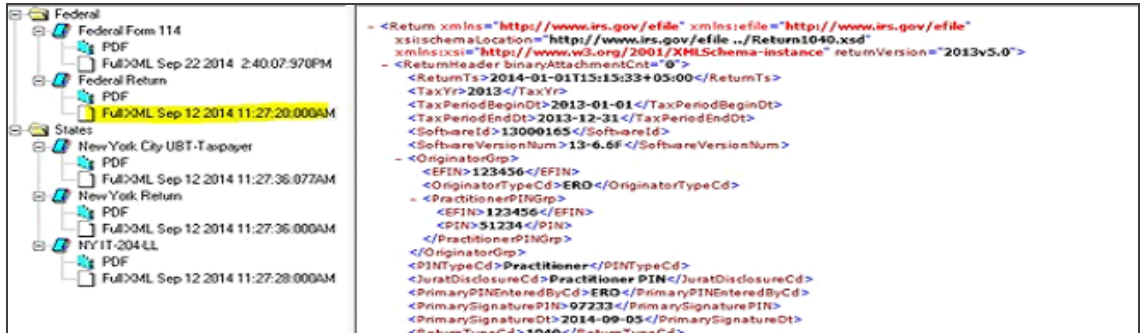 Federal
Federal Form 114
PDF
FullXML Sep 22 2014 2:40:07:970PM
Federal Return
PDF
FullXML Sep 12 2014 11:27:20:000AM
States
New York City UBT-Taxpayer
PDF
FullXML Sep 12 2014 11:27:36:077AM
New York Return
PDF
FullXML Sep 12 2014 11:27:36:000AM
NY IT-204-LL
PDF
FullXML Sep 12 2014 11:27:28:000AM
- <Return xmlns="http://www.irs.gov/efile" xmlns:efile="http://www.irs.gov/efile"
xsi:schemaLocation="http://www.irs.gov/efile ../Return1040.xsd"
xmlns:xsi="http://www.w3.org/2001/XMLSchema-instance" returnVersion="2013v5.0">
- <ReturnHeader binaryAttachmentCnt="0">
<ReturnTs>2014-01-01T15:15:33+05:00</ReturnTs>
<TaxYr>2013</TaxYr>
<TaxPeriodBeginDt>2013-01-01</TaxPeriodBeginDt>
<TaxPeriodEndDt>2013-12-31</TaxPeriodEndDt>
<SoftwareId>13000165</SoftwareId>
<SoftwareVersionNum>13-6.6F</SoftwareVersionNum>
- <OriginatorGrp>
<EFIN>123456</EFIN>
<OriginatorTypeCd>ERO</OriginatorTypeCd>
- <PractitionerPINGrp>
<EFIN>123456</EFIN>
<PIN>51234</PIN>
</PractitionerPINGrp>
</OriginatorGrp>
<PINTypeCd>Practitioner</PINTypeCd>
<JuratDisclosureCd>Practitioner PIN</JuratDisclosureCd>
<PrimaryPINEnteredByCd>ERO</PrimaryPINEnteredByCd>
<PrimarySignaturePIN>97233</PrimarySignaturePIN>
<PrimarySignatureDt>2014-09-05</PrimarySignatureDt>
<ReturnTypeCd>1040</ReturnTypeCd>